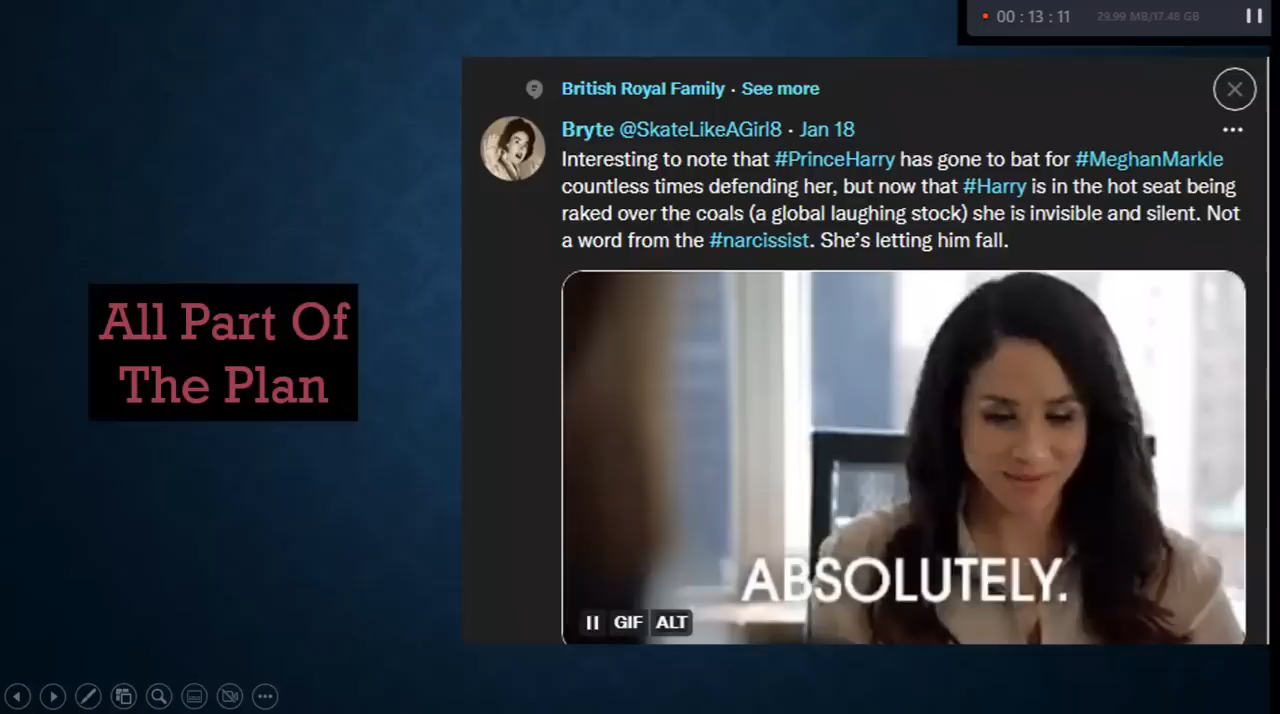 00 : 13 : 11 29.99 MB/17.48 GB
British Royal Family · See more
Bryte @SkateLikeAGirl8 · Jan 18
Interesting to note that #PrinceHarry has gone to bat for #MeghanMarkle
countless times defending her, but now that #Harry is in the hot seat being
raked over the coals (a global laughing stock) she is invisible and silent. Not
a word from the #narcissist. She’s letting him fall.
All Part Of
The Plan
ABSOLUTELY.
GIF ALT